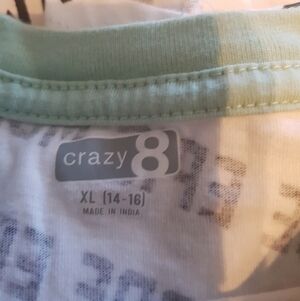 crazy 8
XL (14-16)
MADE IN INDIA